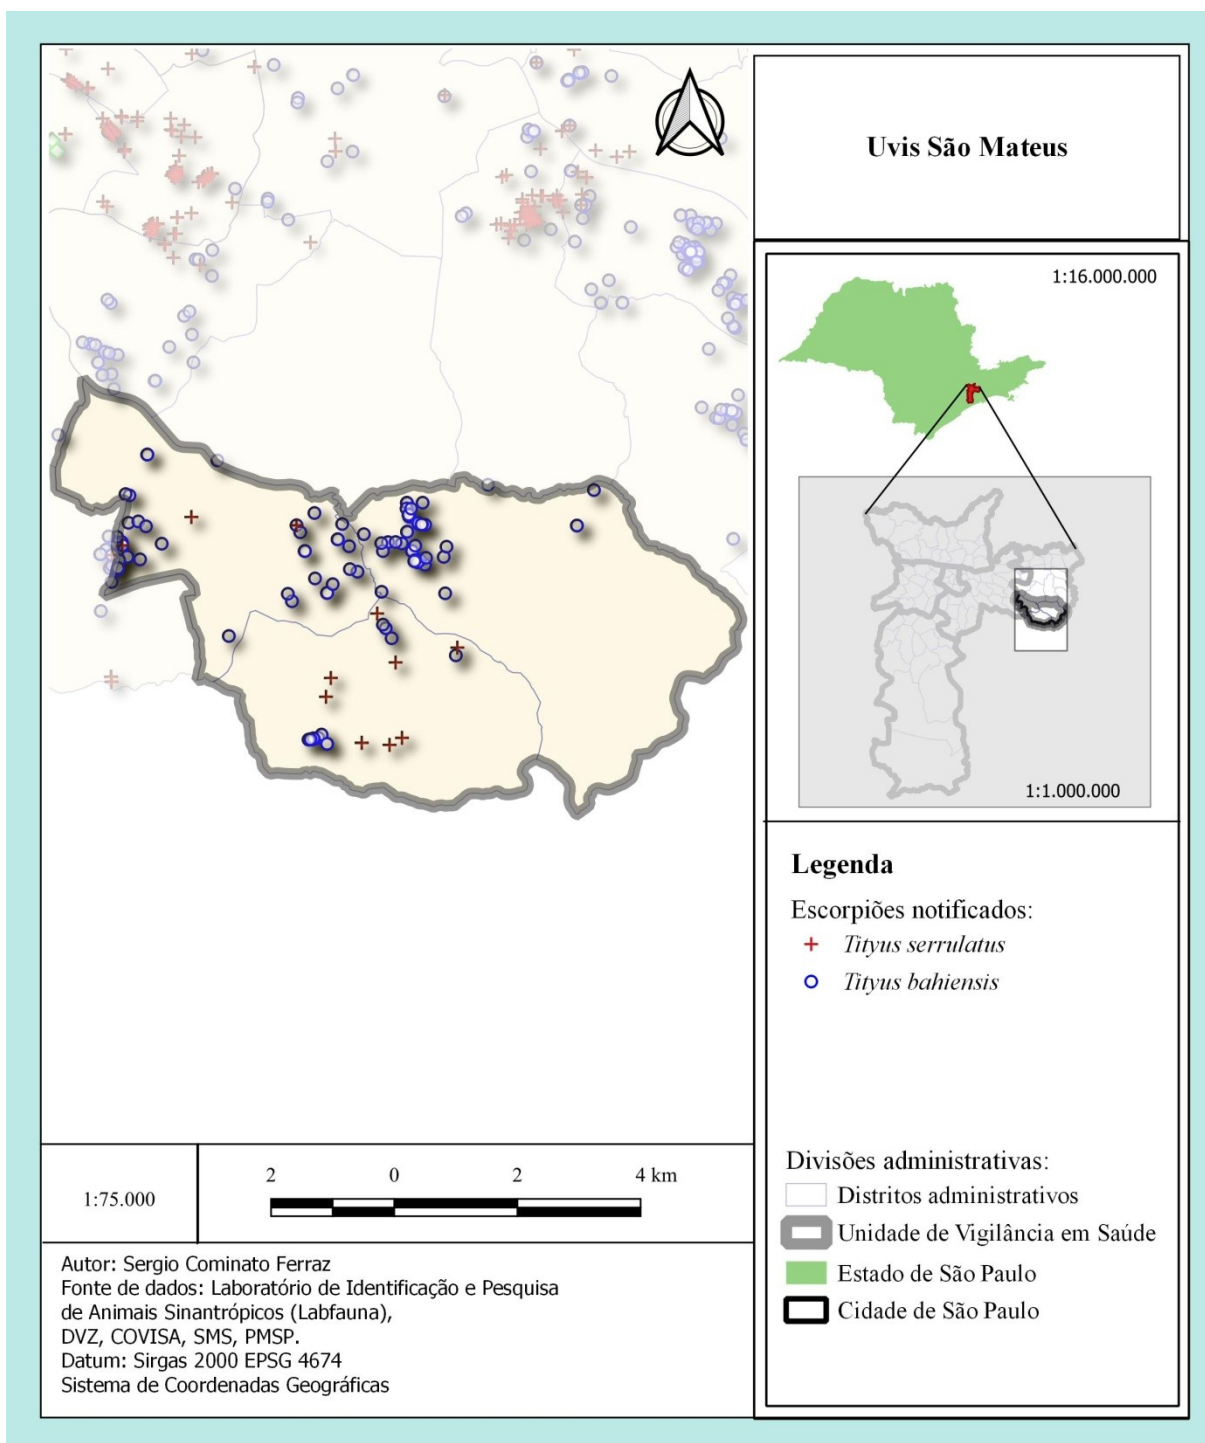 Uvis São Mateus
1:16.000.000
1:1.000.000
Legenda
Escorpiões notificados:
Tityus serrulatus
Tityus bahiensis
Divisões administrativas:
Distritos administrativos
Unidade de Vigilância em Saúde
Estado de São Paulo
Cidade de São Paulo
1:75.000
2 0 2 4 km
Autor: Sergio Cominato Ferraz
Fonte de dados: Laboratório de Identificação e Pesquisa
de Animais Sinantrópicos (Labfauna),
DVZ, COVISA, SMS, PMSP.
Datum: Sirgas 2000 EPSG 4674
Sistema de Coordenadas Geográficas